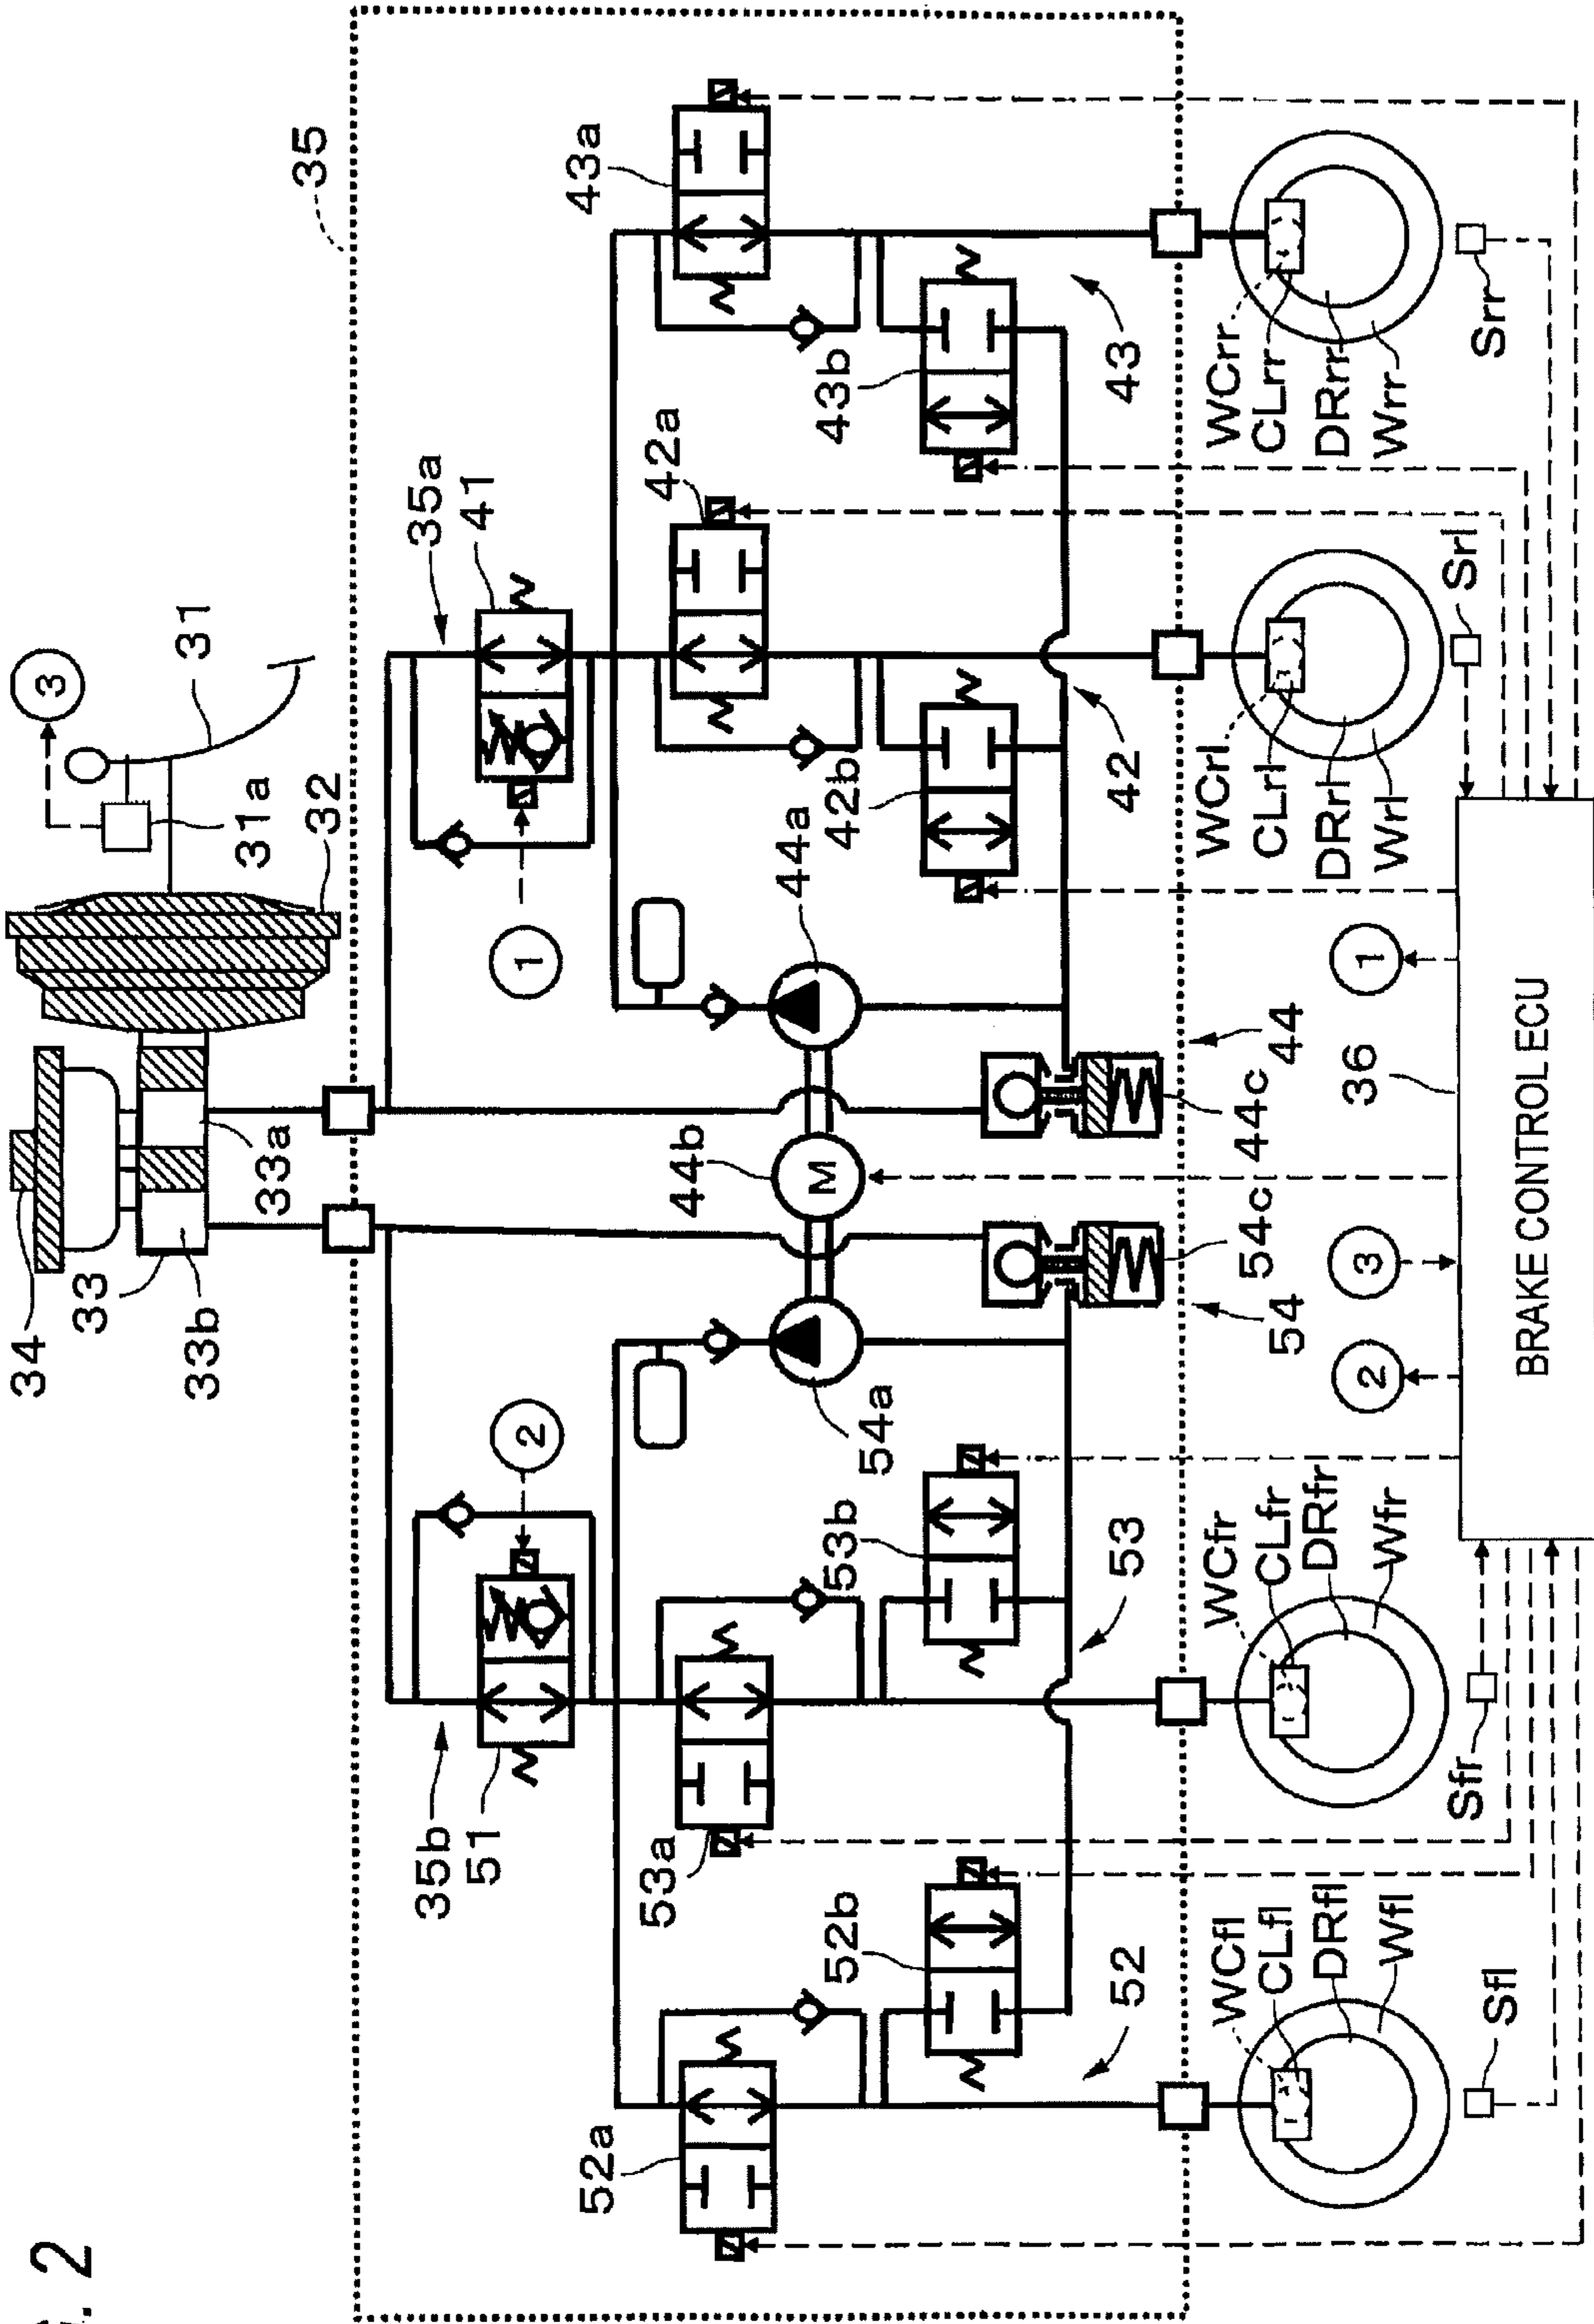 . 2
34
33
33b
33a
32
31a
31
3
35
35b
51
2
1
35a
41
52a
53a
52b
53b
54a
44b
44a
42b
42a
43b
43a
52
53
54
54c
44c
44
42
43
WCfl
CLfl
DRfl
Wfl
Sfl
WCfr
CLfr
DRfr
Wfr
Sfr
2
3
1
36
M
WCrl
CLrl
DRrl
Wrl
Srl
WCrr
CLrr
DRrr
Wrr
Srr
BRAKE CONTROL ECU